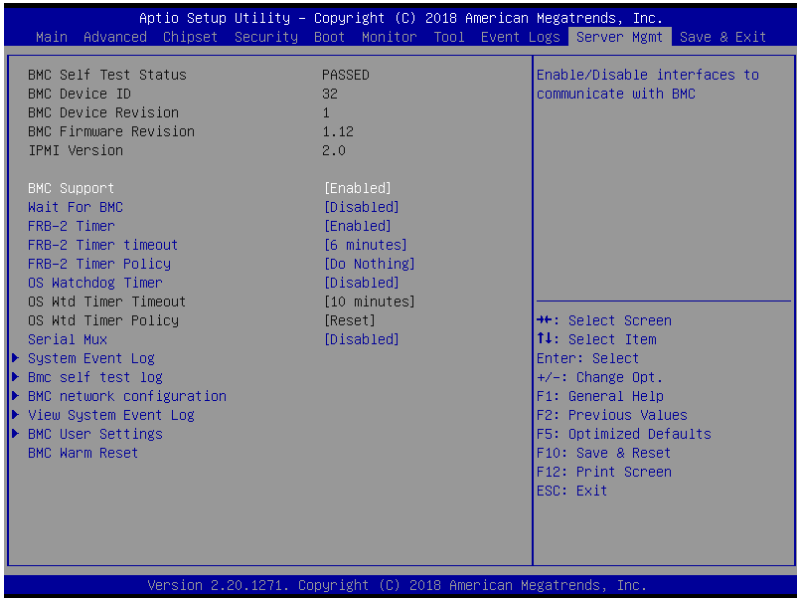 Aptio Setup Utility – Copyright (C) 2018 American Megatrends, Inc.
Main Advanced Chipset Security Boot Monitor Tool Event Logs Server Mgmt Save & Exit
BMC Self Test Status PASSED
BMC Device ID 32
BMC Device Revision 1
BMC Firmware Revision 1.12
IPMI Version 2.0
BMC Support [Enabled]
Wait For BMC [Disabled]
FRB-2 Timer [Enabled]
FRB-2 Timer timeout [6 minutes]
FRB-2 Timer Policy [Do Nothing]
OS Watchdog Timer [Disabled]
OS Wtd Timer Timeout [10 minutes]
OS Wtd Timer Policy [Reset]
Serial Mux [Disabled]
System Event Log
Bmc self test log
BMC network configuration
View System Event Log
BMC User Settings
BMC Warm Reset
Enable/Disable interfaces to
communicate with BMC
→←: Select Screen
↑↓: Select Item
Enter: Select
+/-: Change Opt.
F1: General Help
F2: Previous Values
F5: Optimized Defaults
F10: Save & Reset
F12: Print Screen
ESC: Exit
Version 2.20.1271. Copyright (C) 2018 American Megatrends, Inc.